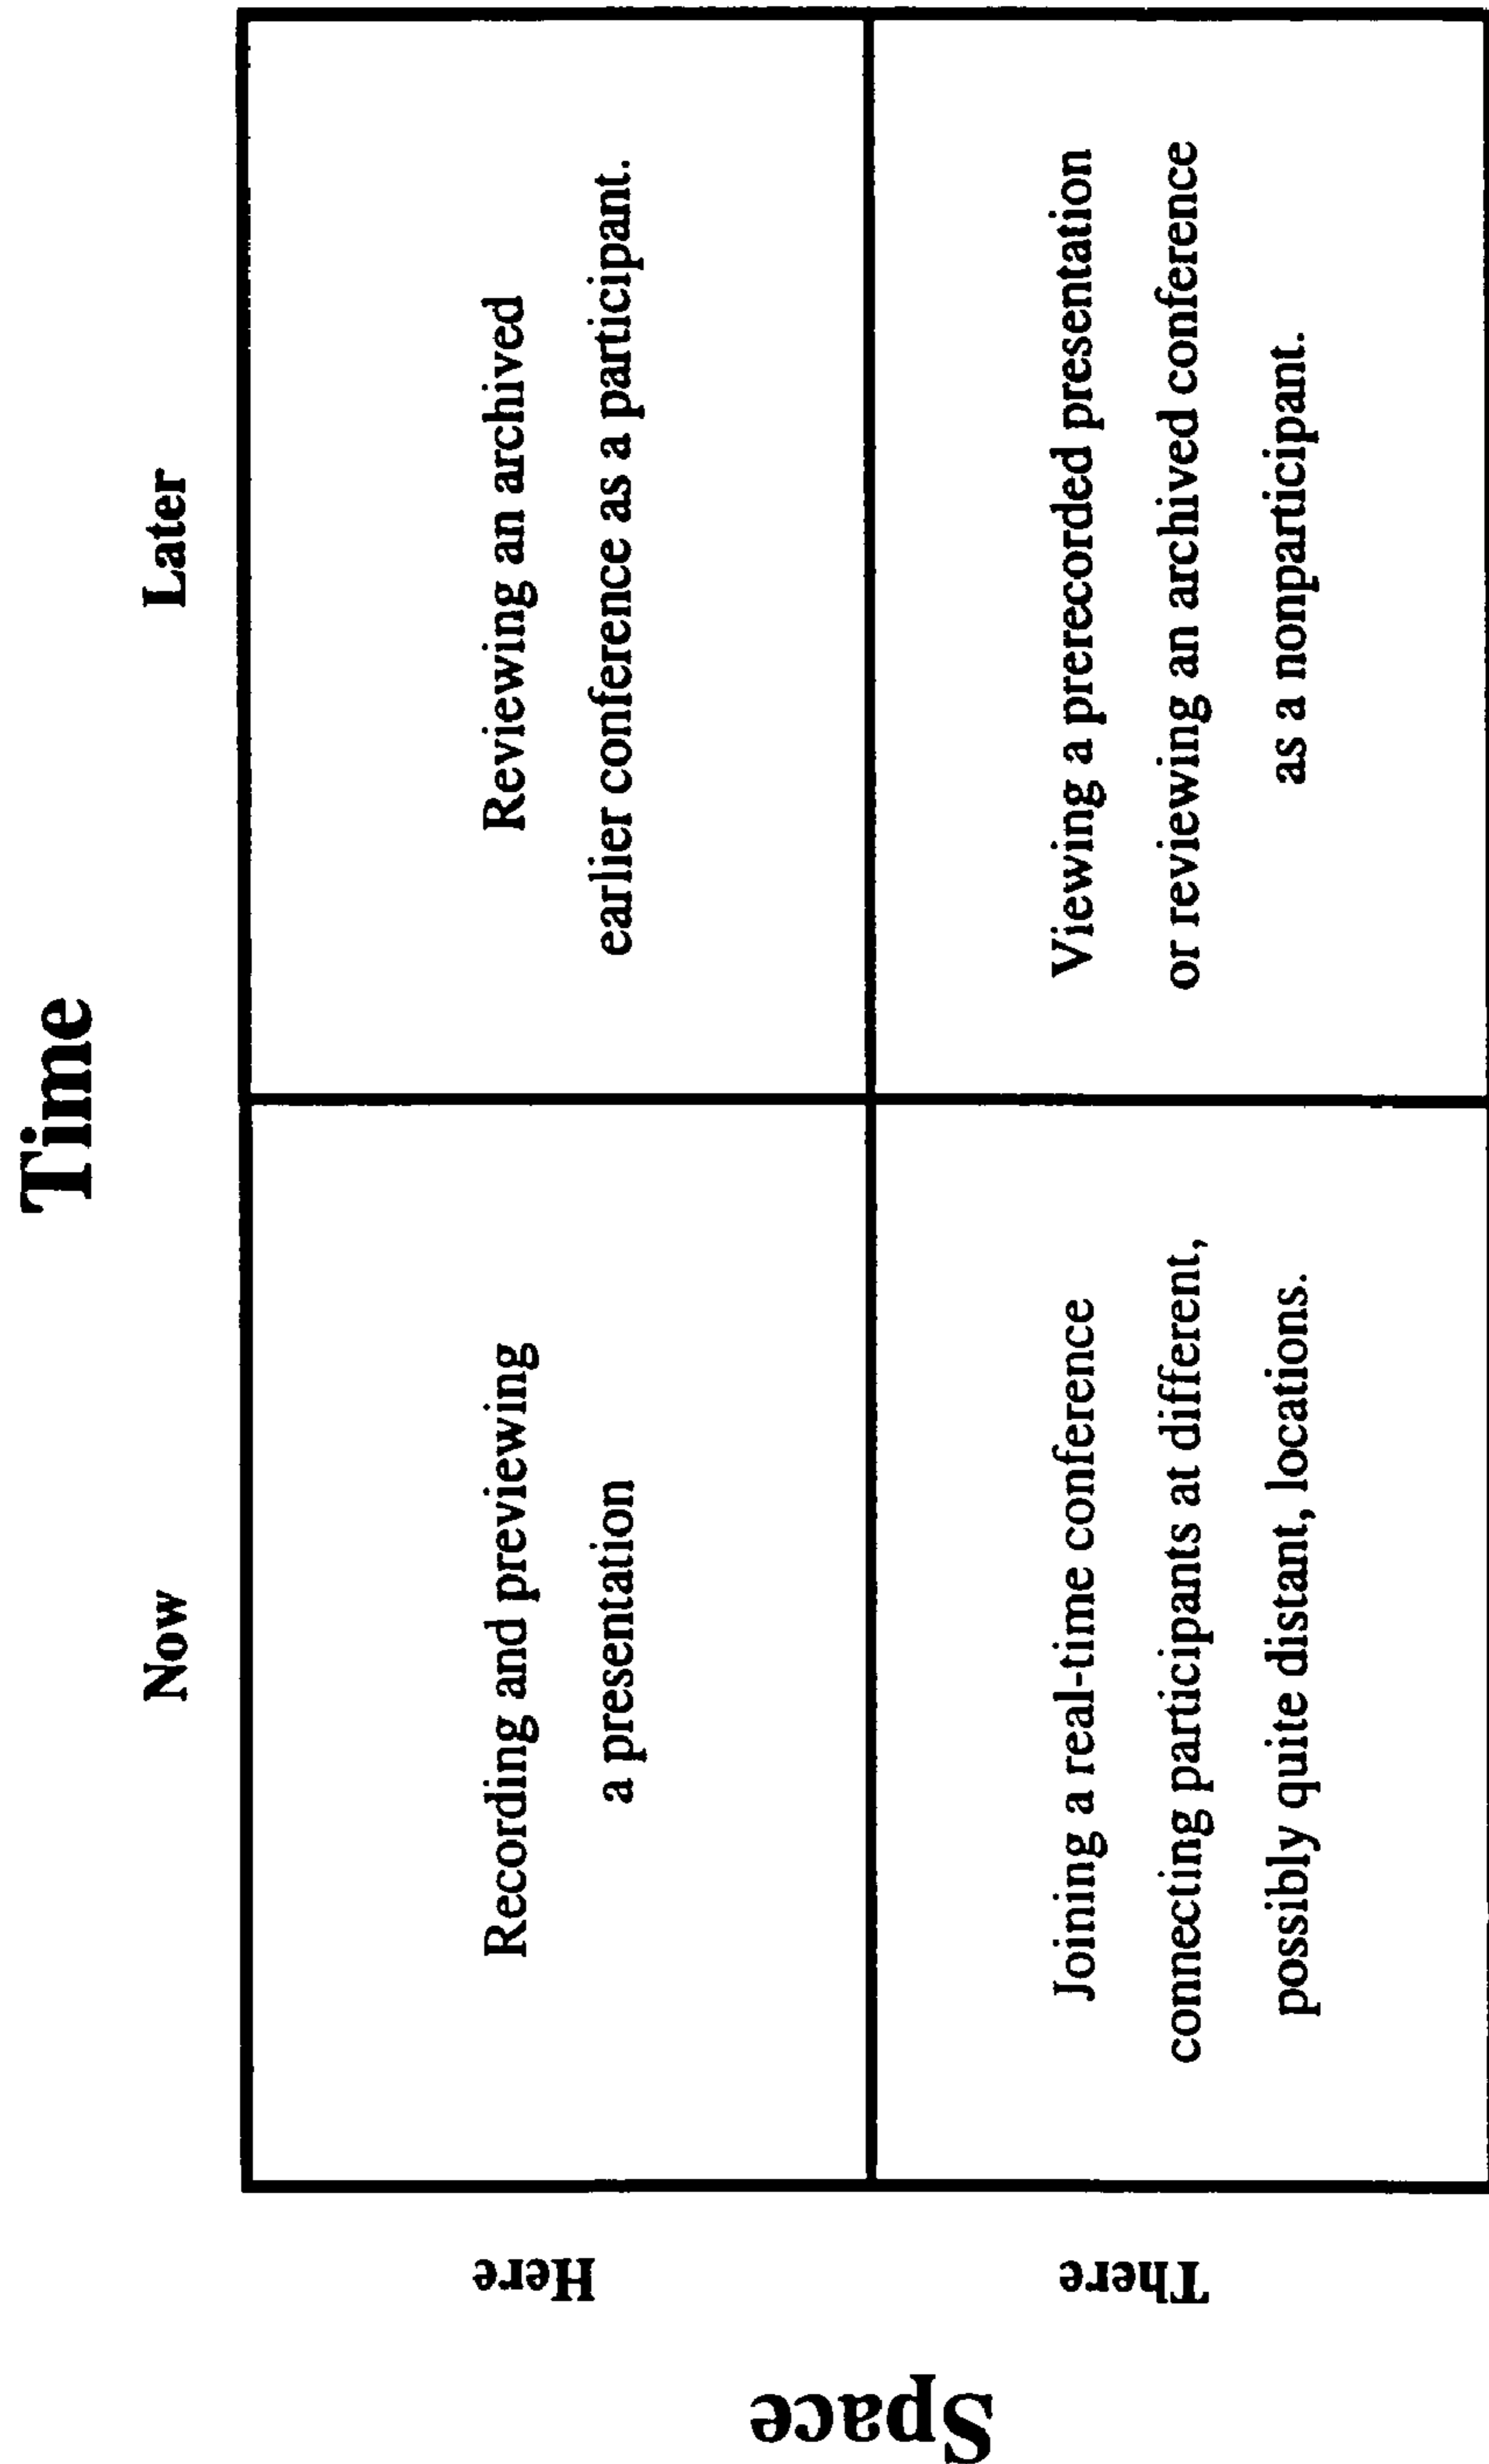 Time
Now
Later
Space
Here
Recording and previewing
a presentation
Reviewing an archived
earlier conference as a participant.
There
Joining a real-time conference
connecting participants at different,
possibly quite distant, locations.
Viewing a prerecorded presentation
or reviewing an archived conference
as a nonparticipant.